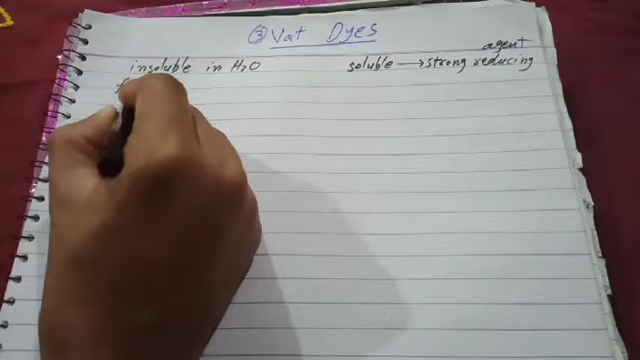 ③ Vat Dyes
insoluble in H2O
soluble → strong reducing agent